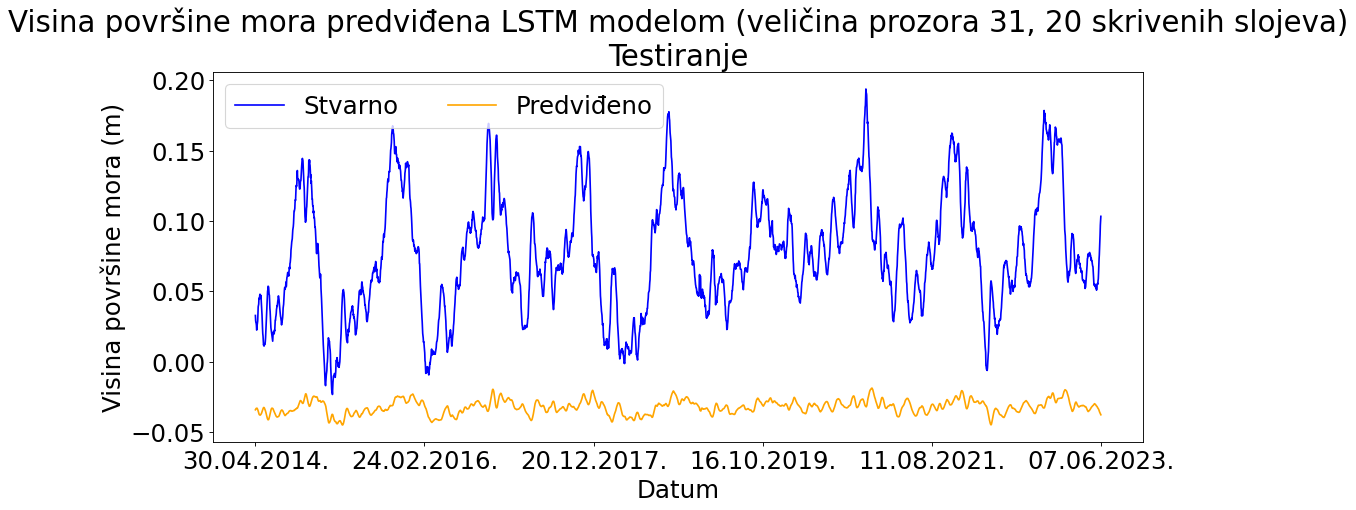 Visina površine mora predviđena LSTM modelom (veličina prozora 31, 20 skrivenih slojeva)
Testiranje
Stvarno
Predviđeno
Visina površine mora (m)
0.20
0.15
0.10
0.05
0.00
−0.05
30.04.2014.
24.02.2016.
20.12.2017.
16.10.2019.
11.08.2021.
07.06.2023.
Datum